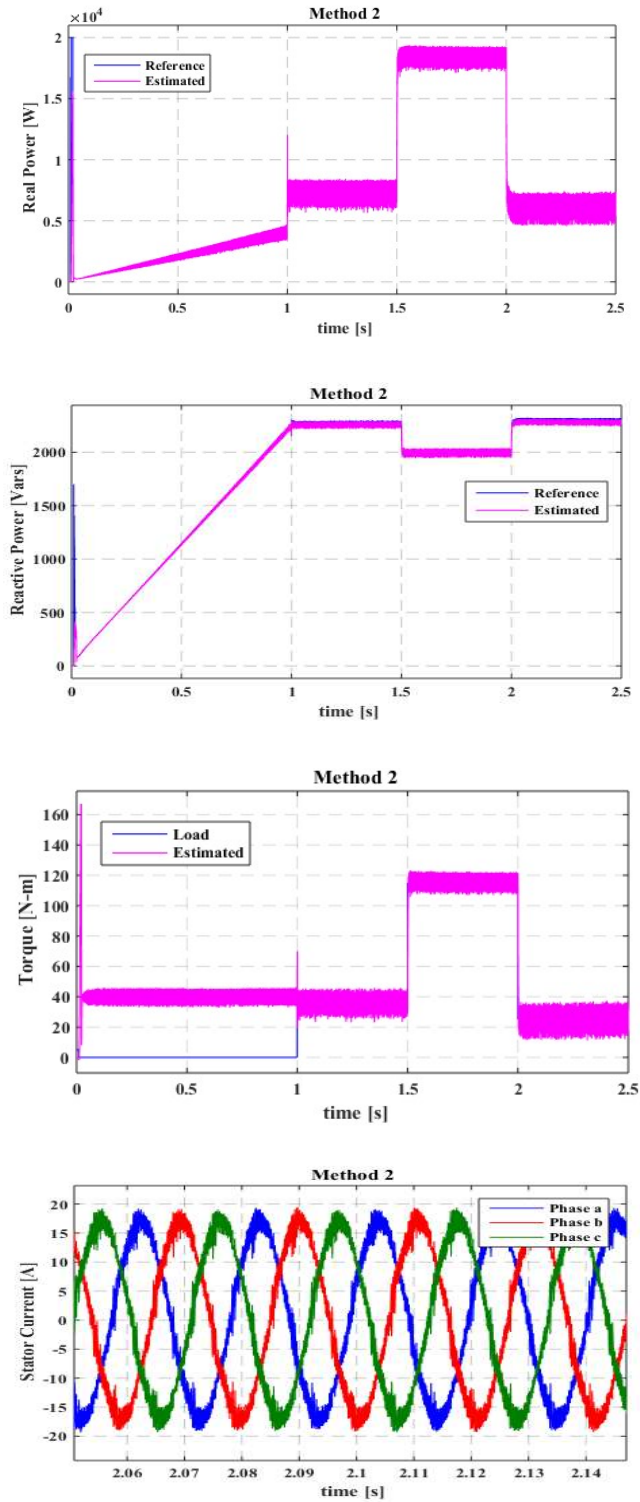 ×10⁴
Method 2
2
1.5
1
0.5
0
Real Power [W]
Reference
Estimated
0 0.5 1 1.5 2 2.5
time [s]
Method 2
2000
1500
1000
500
0
Reactive Power [Vars]
Reference
Estimated
0 0.5 1 1.5 2 2.5
time [s]
Method 2
160
140
120
100
80
60
40
20
0
Torque [N-m]
Load
Estimated
0 0.5 1 1.5 2 2.5
time [s]
Method 2
20
15
10
5
0
-5
-10
-15
-20
Stator Current [A]
Phase a
Phase b
Phase c
2.06 2.07 2.08 2.09 2.1 2.11 2.12 2.13 2.14
time [s]